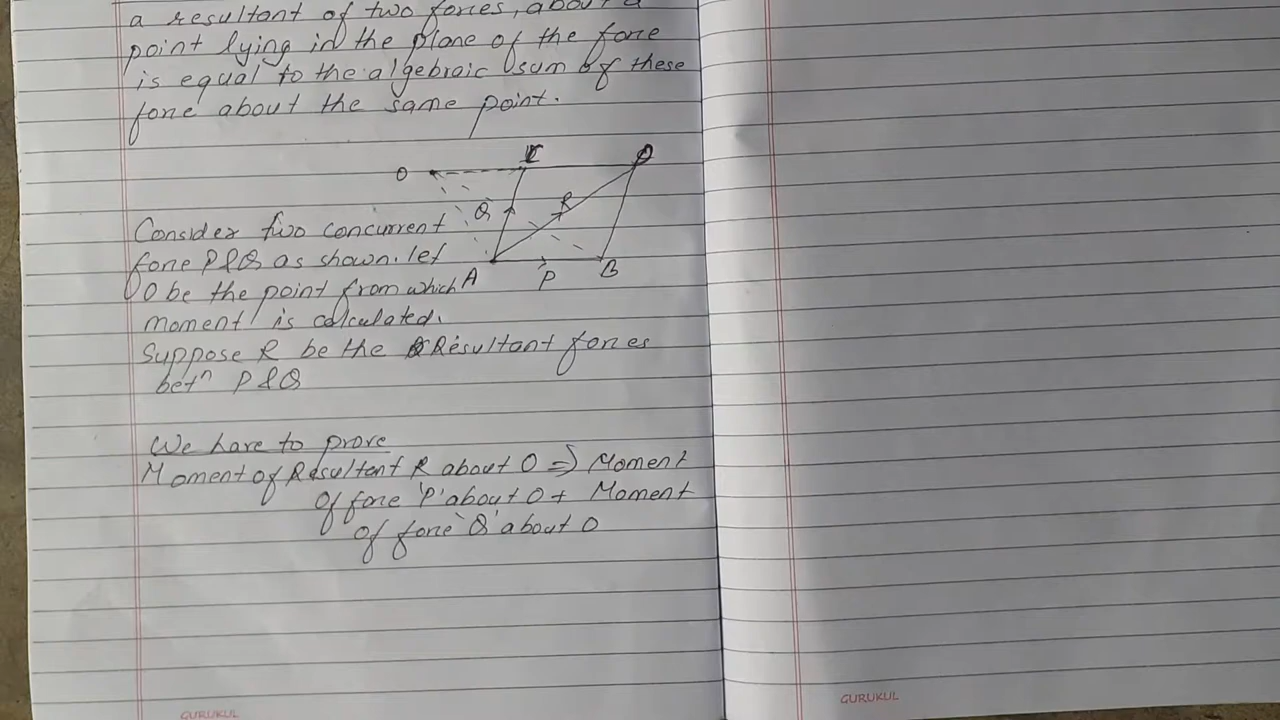 a resultant of two forces, about a
point lying in the plane of the force
is equal to the algebraic sum of these
force about the same point.
O
C
D
Q
R
A
P
B
Consider two concurrent
force P & Q as shown. let
O be the point from which
moment is calculated.
Suppose R be the Resultant forces
betⁿ P & Q
We have to prove
Moment of Resultant R about O => Moment
of force 'P' about O + Moment
of force 'Q' about O
GURUKUL
GURUKUL